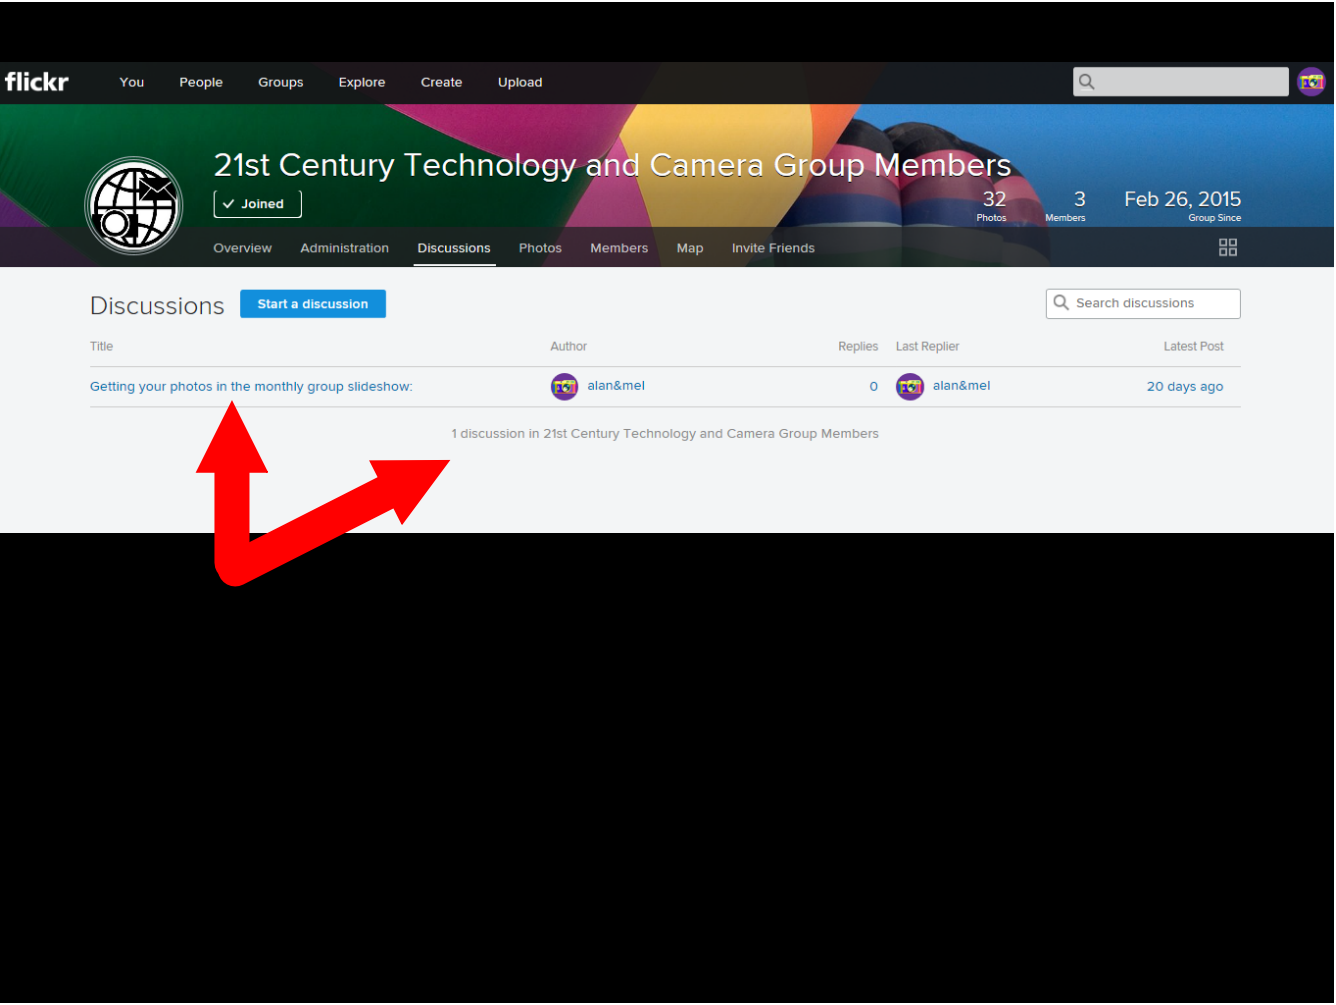 flickr You People Groups Explore Create Upload
21st Century Technology and Camera Group Members
Joined
32 3 Feb 26, 2015
Photos Members Group Since
Overview Administration Discussions Photos Members Map Invite Friends
Discussions Start a discussion Search discussions
Title Author Replies Last Replier Latest Post
Getting your photos in the monthly group slideshow: alan&mel 0 alan&mel 20 days ago
1 discussion in 21st Century Technology and Camera Group Members